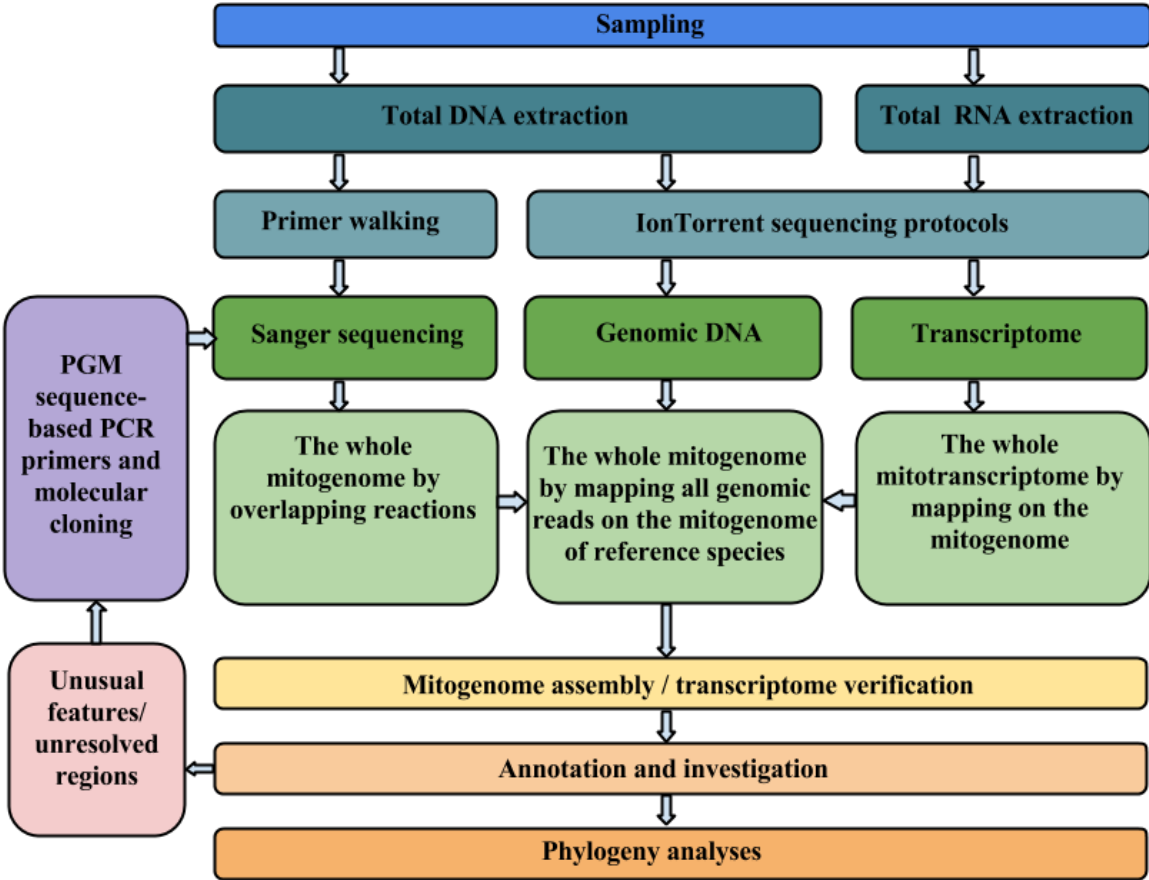 Sampling
Total DNA extraction
Total RNA extraction
Primer walking
IonTorrent sequencing protocols
PGM
sequence-
based PCR
primers and
molecular
cloning
Sanger sequencing
Genomic DNA
Transcriptome
The whole
mitogenome by
overlapping reactions
The whole mitogenome
by mapping all genomic
reads on the mitogenome
of reference species
The whole
mitotranscriptome by
mapping on the
mitogenome
Unusual
features/
unresolved
regions
Mitogenome assembly / transcriptome verification
Annotation and investigation
Phylogeny analyses